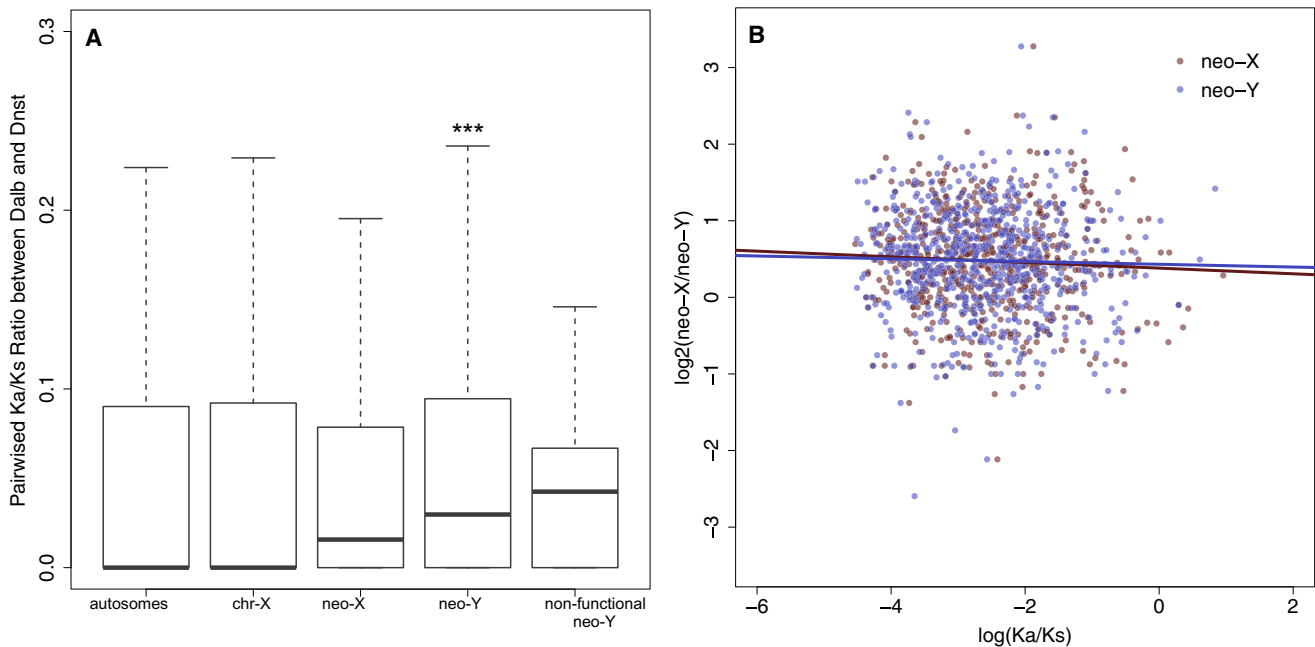 A
Pairwised Ka/Ks Ratio between Dalb and Dnst
0.3
0.2
0.1
0.0
***
autosomes
chr-X
neo-X
neo-Y
non-functional
neo-Y
B
neo−X
neo−Y
log2(neo−X/neo−Y)
3
2
1
0
−1
−2
−3
−6
−4
−2
0
2
log(Ka/Ks)